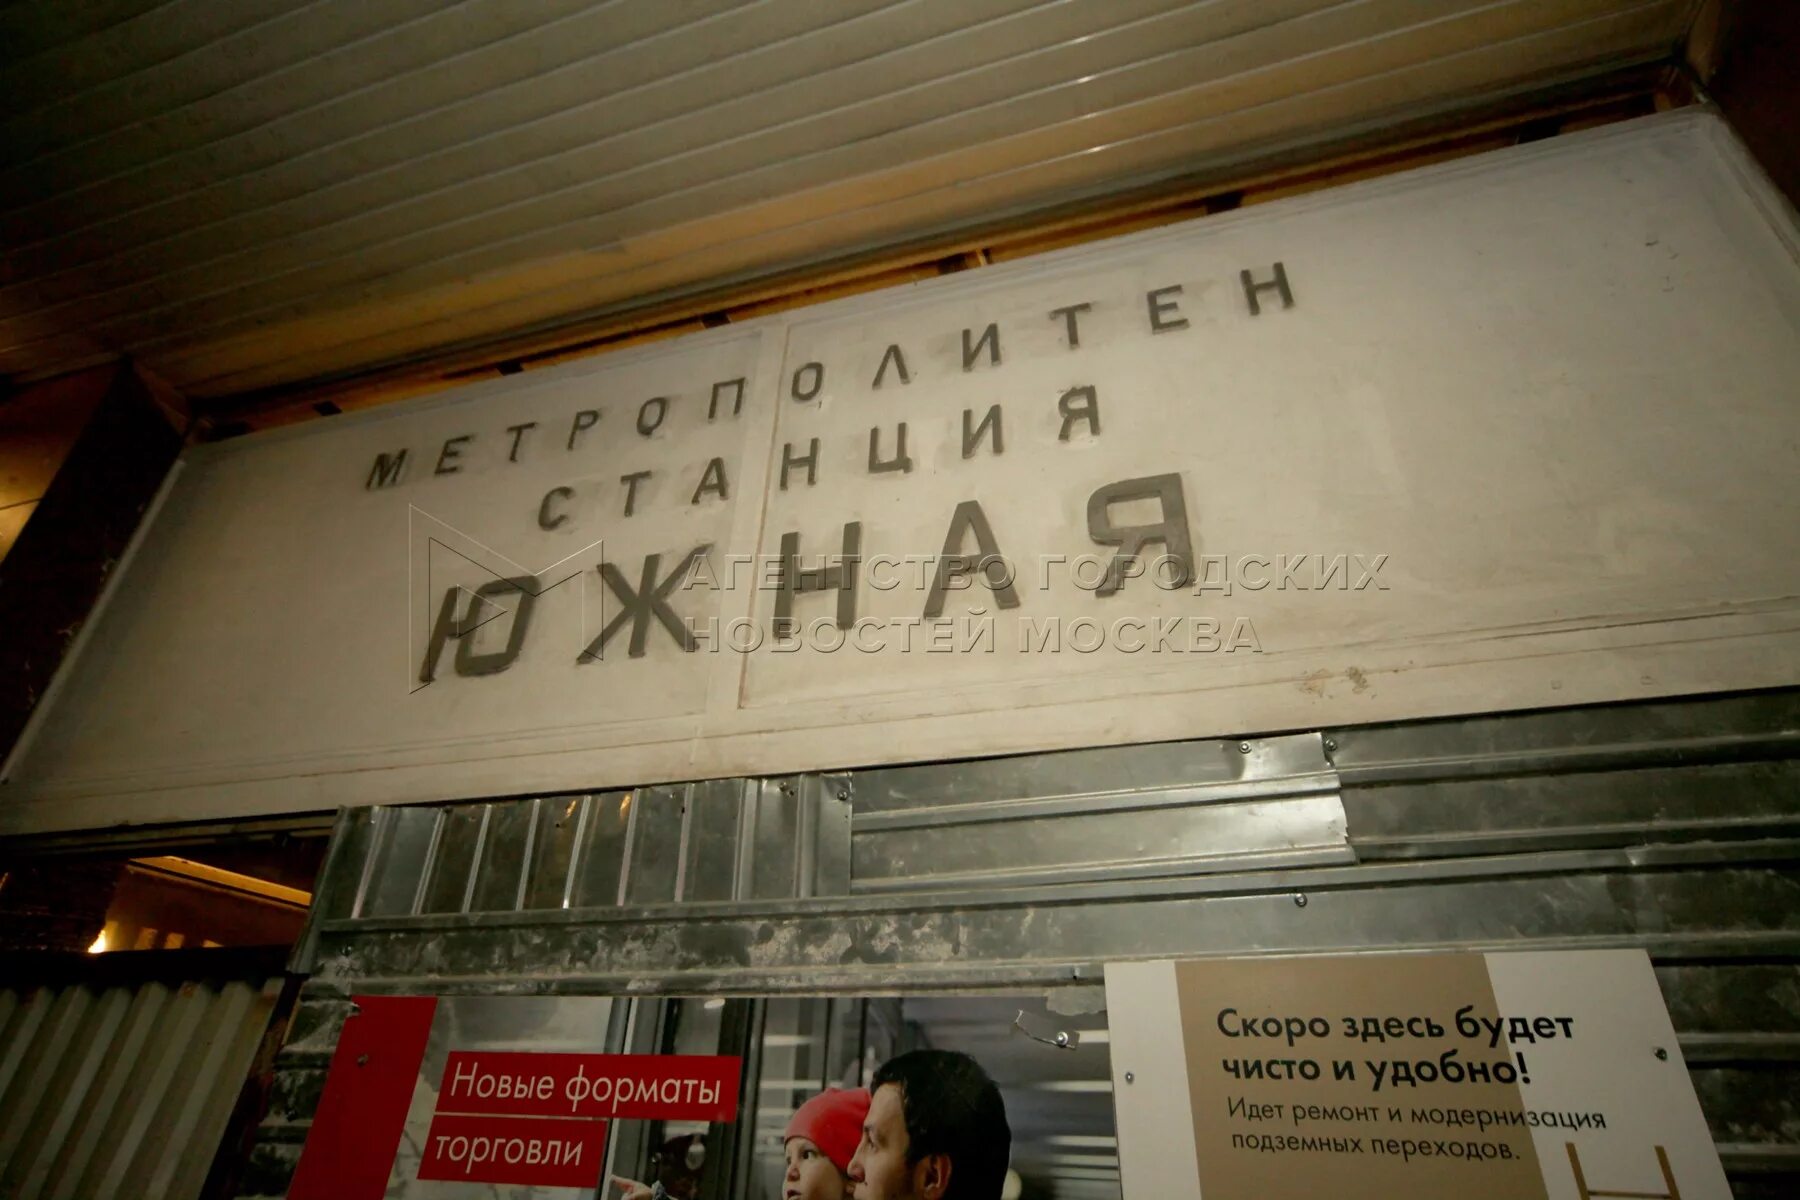 МЕТРОПОЛИТЕН
СТАНЦИЯ
ЮЖНАЯ
АГЕНТСТВО ГОРОДСКИХ
НОВОСТЕЙ МОСКВА
Новые форматы
торговли
Скоро здесь будет
чисто и удобно!
Идет ремонт и модернизация
подземных переходов.